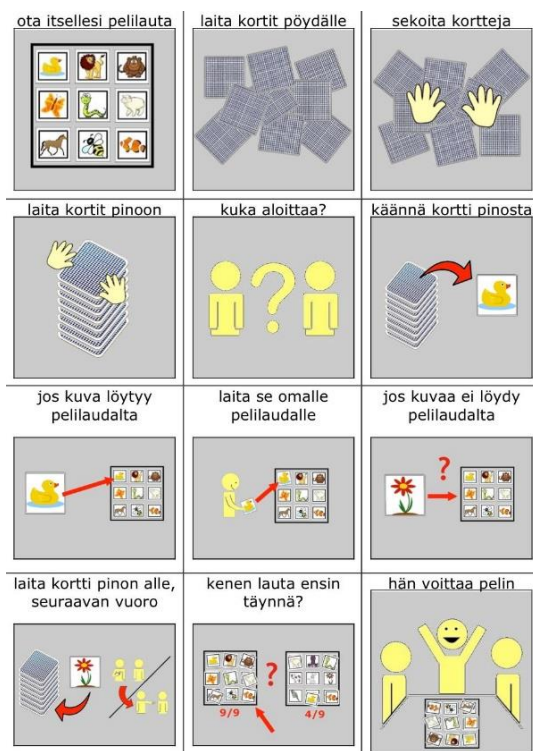 ota itsellesi pelilauta
laita kortit pöydälle
sekoita kortteja
laita kortit pinoon
kuka aloittaa?
käännä kortti pinosta
jos kuva löytyy
pelilaudalta
laita se omalle
pelilaudalle
jos kuvaa ei löydy
pelilaudalta
?
laita kortti pinon alle,
seuraavan vuoro
kenen lauta ensin
täynnä?
?
9/9
4/9
hän voittaa pelin